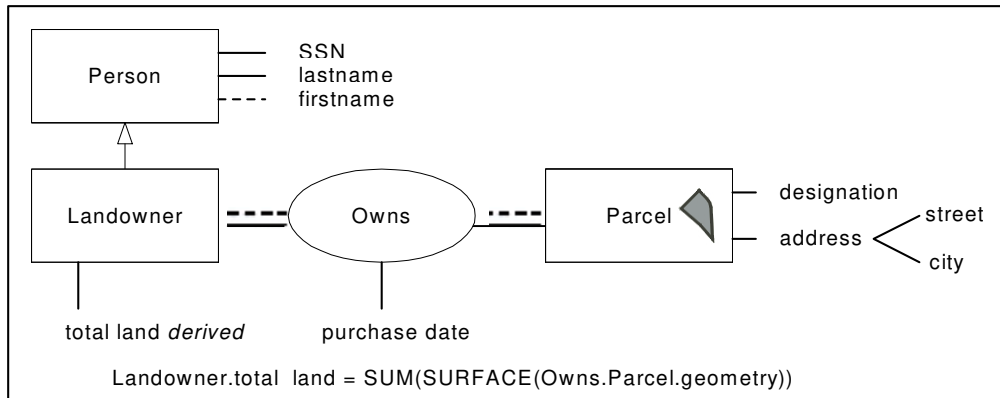 SSN
Person
lastname
firstname
Landowner
Owns
Parcel
designation
address
street
city
total land derived
purchase date
Landowner.total land = SUM(SURFACE(Owns.Parcel.geometry))